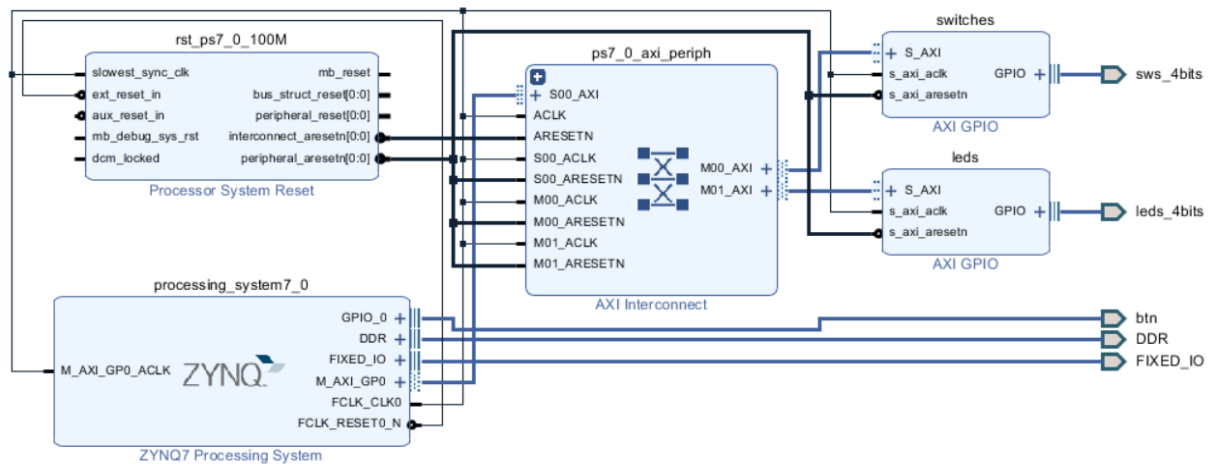 rst_ps7_0_100M
slowest_sync_clk
ext_reset_in
aux_reset_in
mb_debug_sys_rst
dcm_locked
mb_reset
bus_struct_reset[0:0]
peripheral_reset[0:0]
interconnect_aresetn[0:0]
peripheral_aresetn[0:0]
Processor System Reset
ps7_0_axi_periph
S00_AXI
ACLK
ARESETN
S00_ACLK
S00_ARESETN
M00_ACLK
M00_ARESETN
M01_ACLK
M01_ARESETN
M00_AXI
M01_AXI
AXI Interconnect
switches
S_AXI
s_axi_aclk
s_axi_aresetn
GPIO
AXI GPIO
sws_4bits
leds
S_AXI
s_axi_aclk
s_axi_aresetn
GPIO
AXI GPIO
leds_4bits
processing_system7_0
M_AXI_GP0_ACLK
ZYNQ
GPIO_0
DDR
FIXED_IO
M_AXI_GP0
FCLK_CLK0
FCLK_RESET0_N
ZYNQ7 Processing System
btn
DDR
FIXED_IO